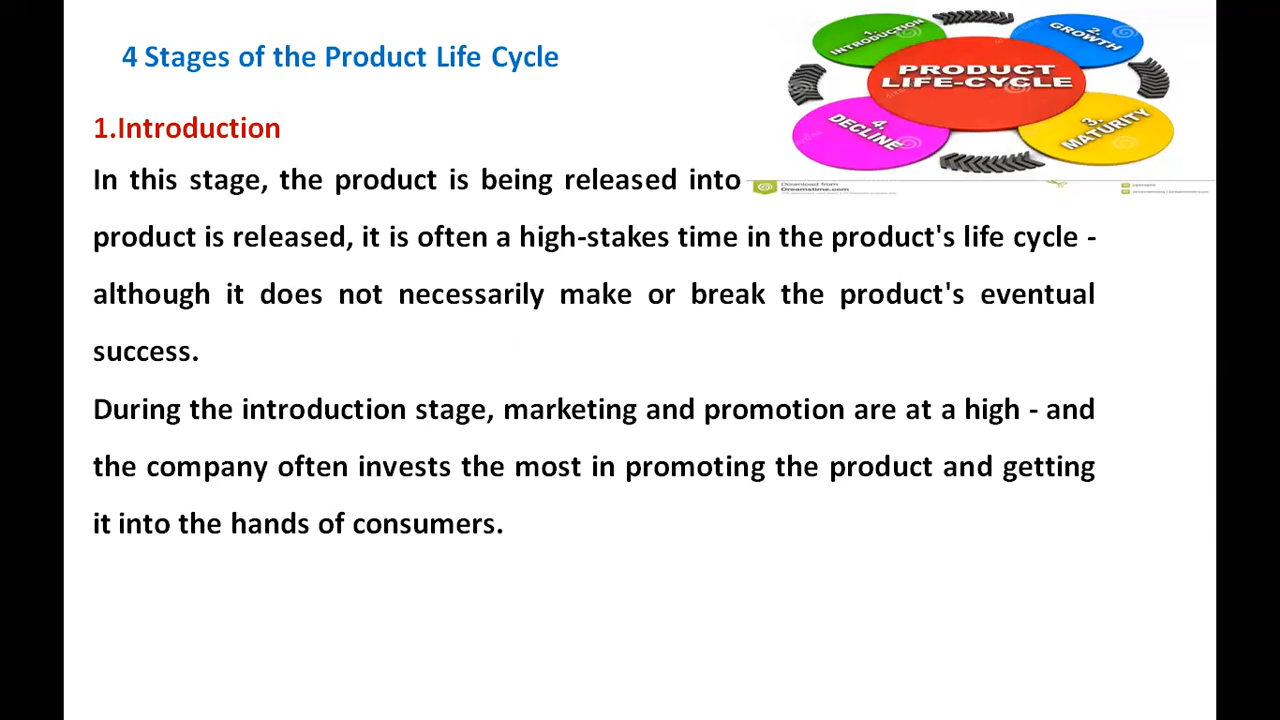 4 Stages of the Product Life Cycle
1.
INTRODUCTION
2.
GROWTH
PRODUCT
LIFE-CYCLE
4.
DECLINE
3.
MATURITY
Download from
Dreamstime.com
1.Introduction
In this stage, the product is being released into
product is released, it is often a high-stakes time in the product's life cycle -
although it does not necessarily make or break the product's eventual
success.
During the introduction stage, marketing and promotion are at a high - and
the company often invests the most in promoting the product and getting
it into the hands of consumers.